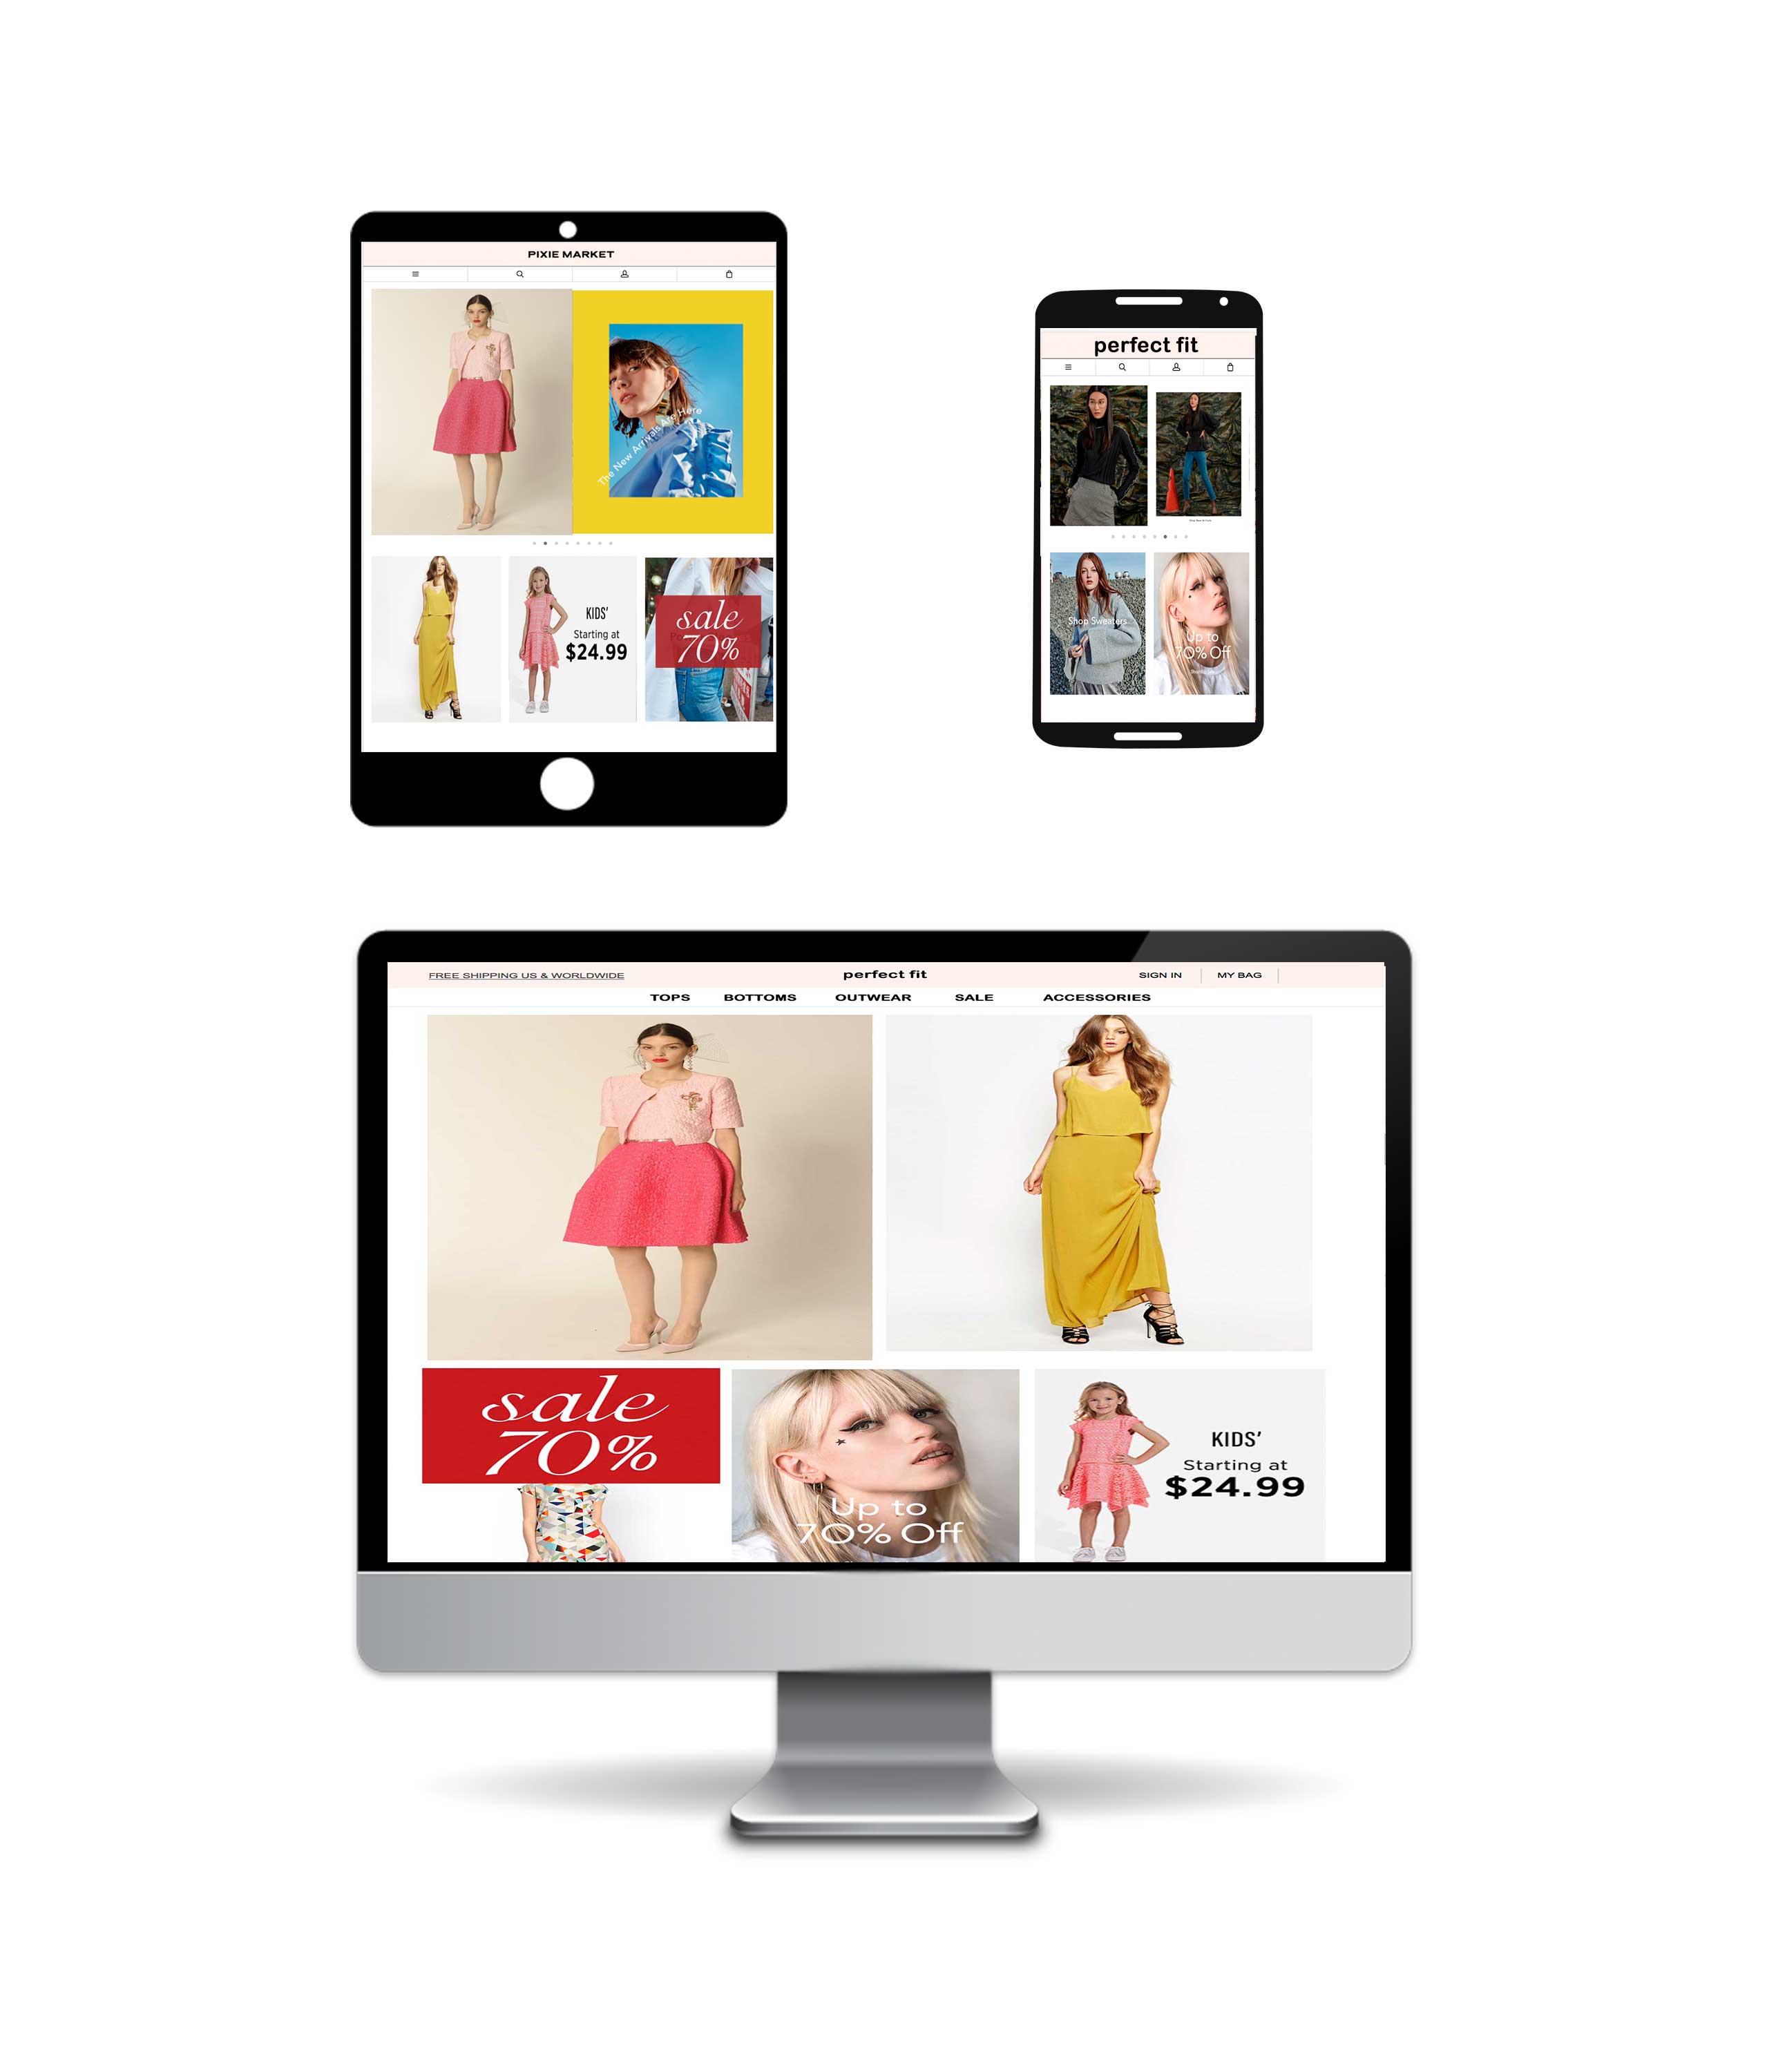 PIXIE MARKET
The New Arrivals Are Here
KIDS'
Starting at
$24.99
sale
70%
perfect fit
Shop Sweaters
Up to
70% Off
FREE SHIPPING US & WORLDWIDE
perfect fit
SIGN IN
MY BAG
TOPS
BOTTOMS
OUTWEAR
SALE
ACCESSORIES
sale
70%
Up to
70% Off
KIDS'
Starting at
$24.99